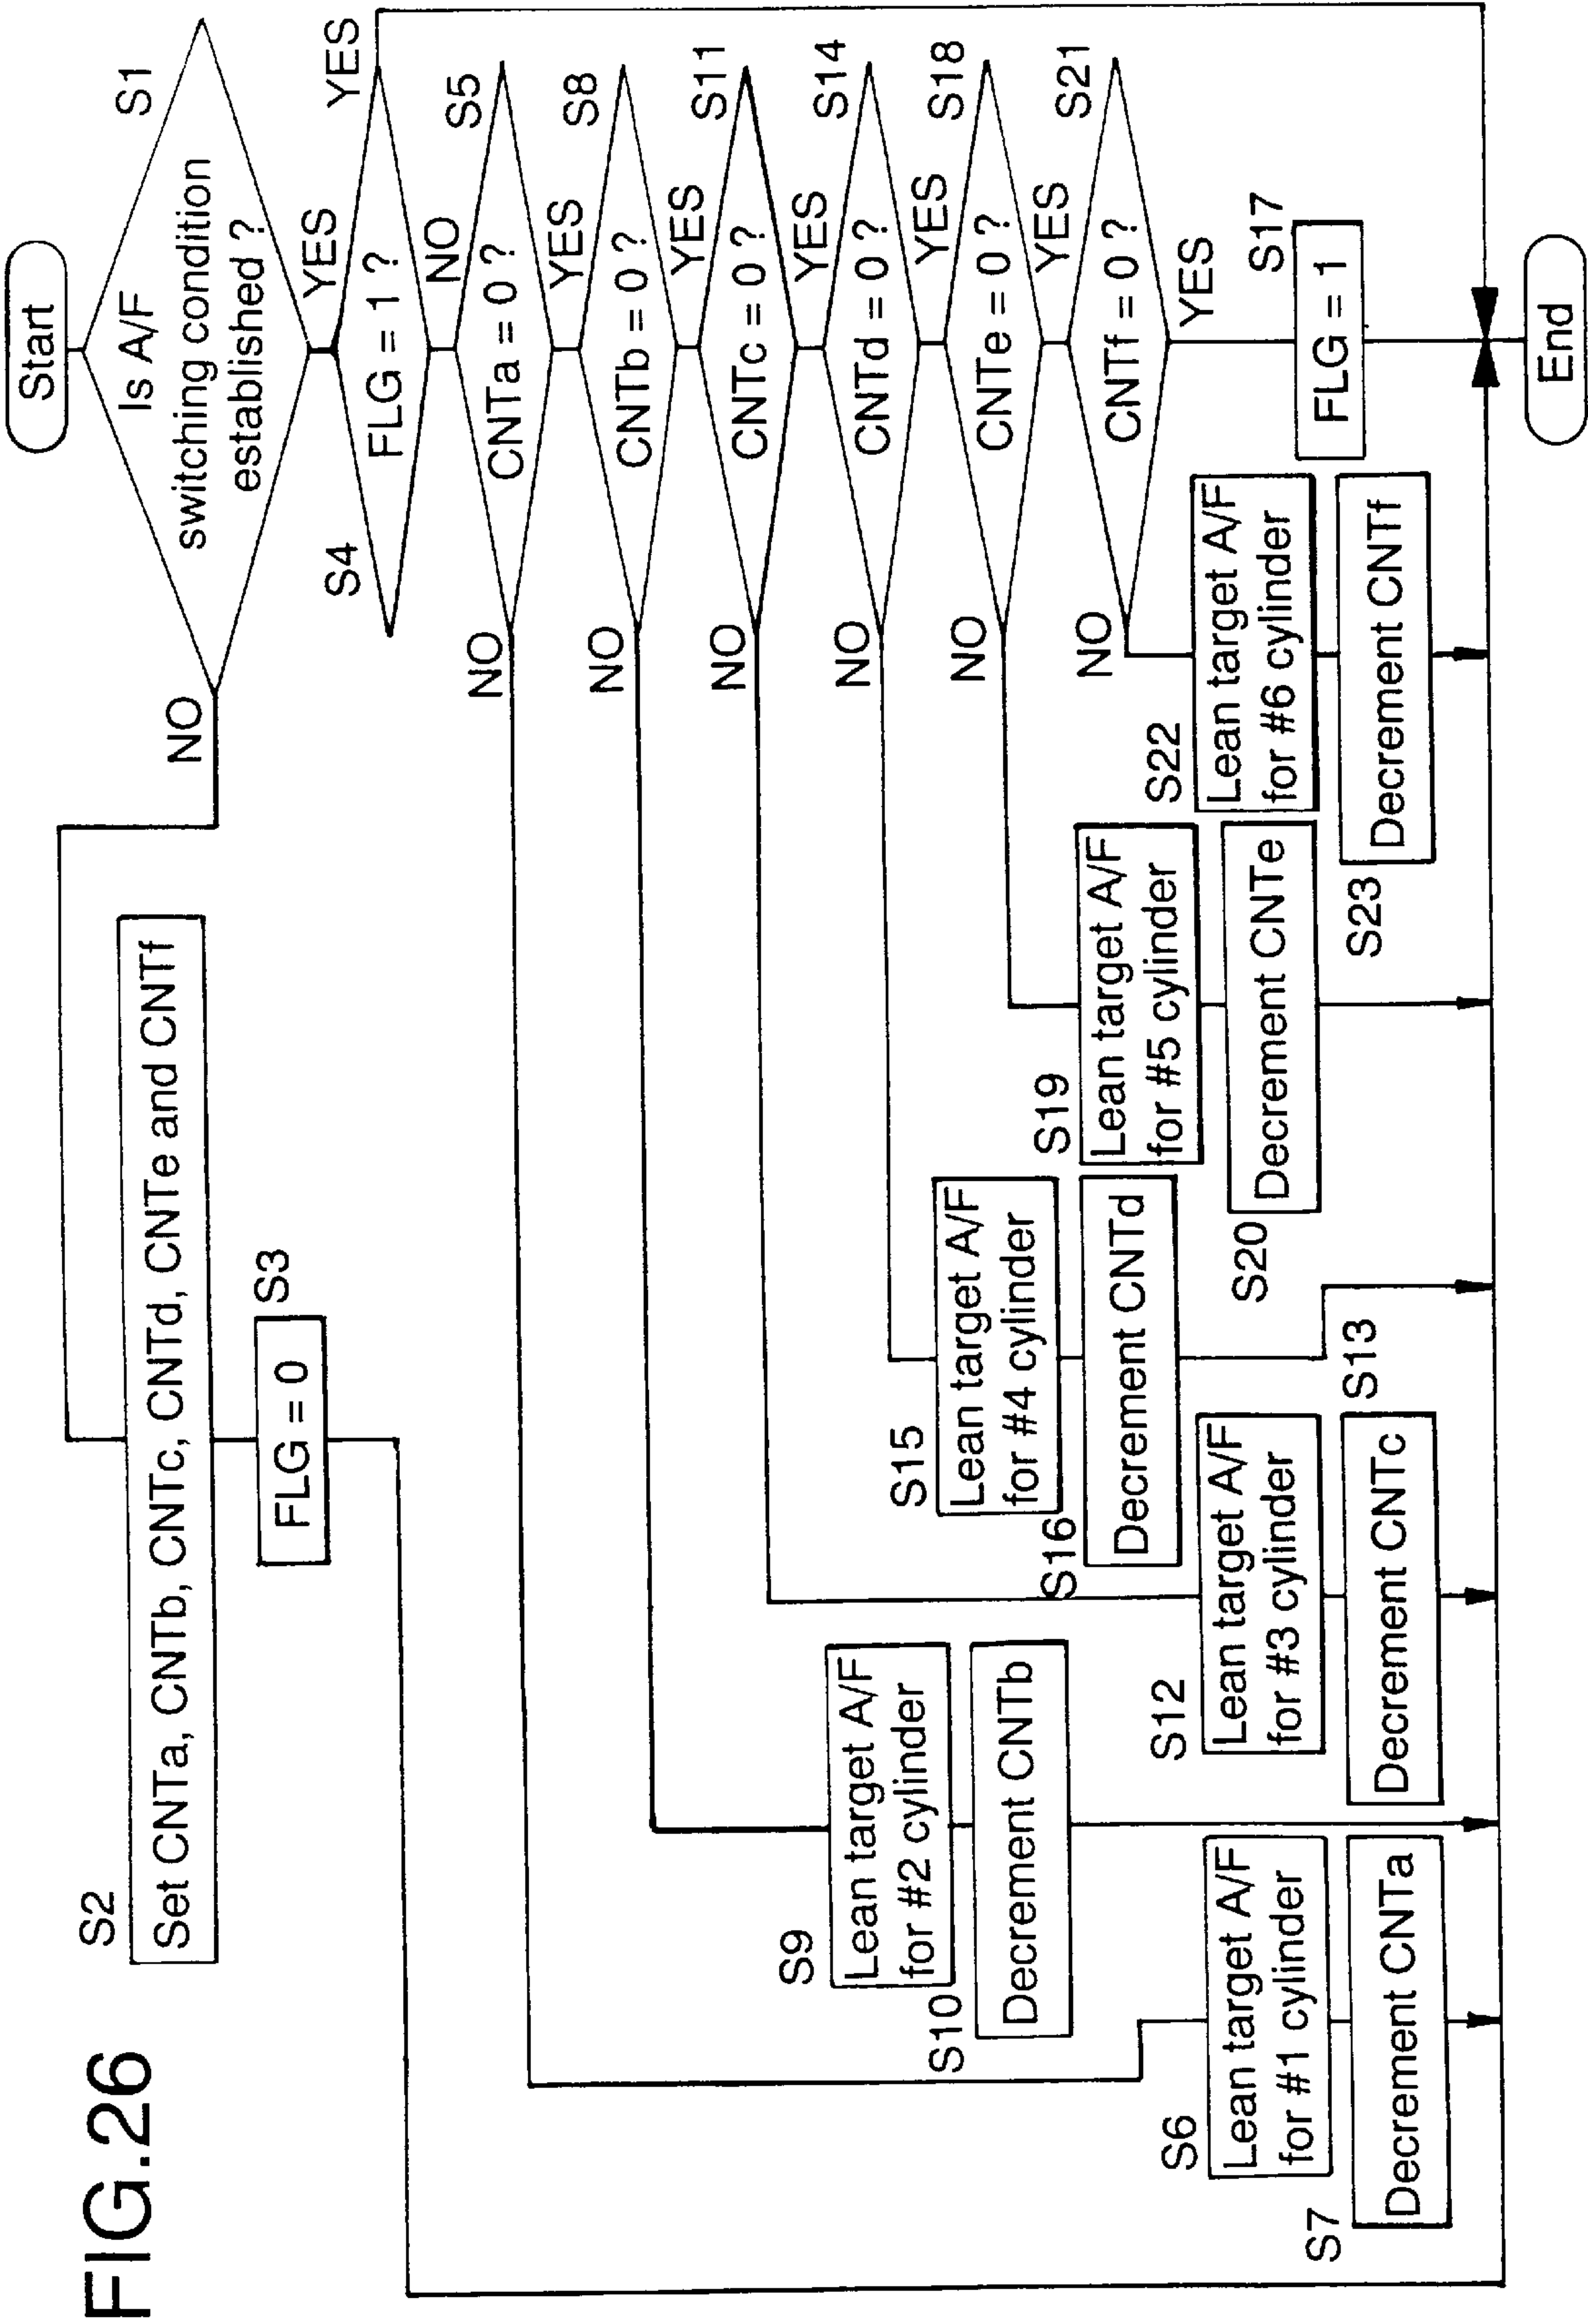 FIG.26
Start
S1
Is A/F
switching condition
established ?
NO
YES
S2
Set CNTa, CNTb, CNTc, CNTd, CNTe and CNTf
S3
FLG = 0
S4
FLG = 1 ?
YES
NO
S5
CNTa = 0 ?
NO
YES
S8
CNTb = 0 ?
NO
YES
S11
CNTc = 0 ?
NO
YES
S14
CNTd = 0 ?
NO
YES
S18
CNTe = 0 ?
NO
YES
S21
CNTf = 0 ?
NO
YES
S6
Lean target A/F
for #1 cylinder
S7
Decrement CNTa
S9
Lean target A/F
for #2 cylinder
S10
Decrement CNTb
S12
Lean target A/F
for #3 cylinder
S13
Decrement CNTc
S15
Lean target A/F
for #4 cylinder
S16
Decrement CNTd
S19
Lean target A/F
for #5 cylinder
S20
Decrement CNTe
S22
Lean target A/F
for #6 cylinder
S23
Decrement CNTf
S17
FLG = 1
End